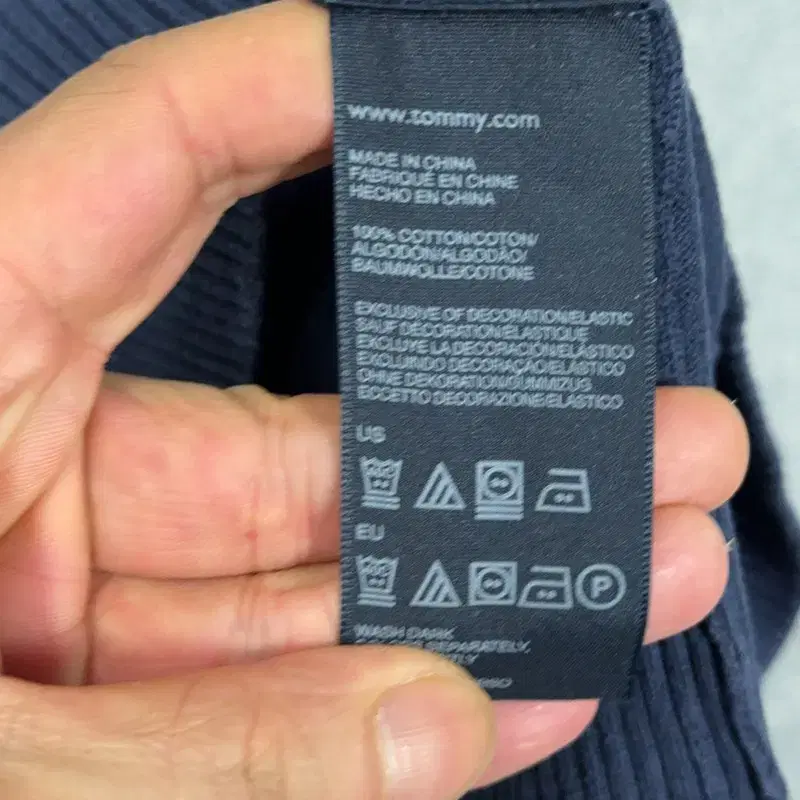 www.tommy.com
MADE IN CHINA
FABRIQUÉ EN CHINE
HECHO EN CHINA
100% COTTON/COTON/
ALGODON/ALGODÃO/
BAUMWOLLE/COTONE
EXCLUSIVE OF DECORATION/ELASTIC
SAUF DÉCORATION/ELASTIQUE
EXCLUYE LA DECORACIÓN/ELÁSTICO
EXCLUINDO DECORAÇÃO/ELÁSTICO
OHNE DEKORATION/GUMMIZUG
ECCETTO DECORAZIONE/ELASTICO
US
EU
P
WASH DARK
SEPARATELY,